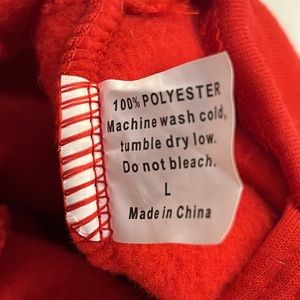 100% POLYESTER
Machine wash cold,
tumble dry low.
Do not bleach.
L
Made in China